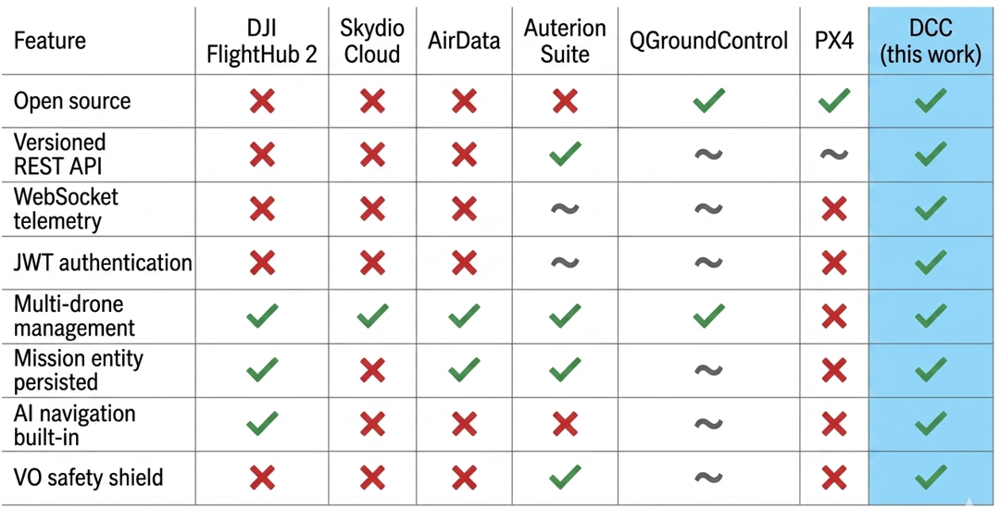 Feature DJI FlightHub 2 Skydio Cloud AirData Auterion Suite QGroundControl PX4 DCC (this work)
Open source ✗ ✗ ✗ ✗ ✓ ✓ ✓
Versioned REST API ✗ ✗ ✗ ✓ ~ ~ ✓
WebSocket telemetry ✗ ✗ ✗ ~ ~ ✗ ✓
JWT authentication ✗ ✗ ✗ ~ ~ ✗ ✓
Multi-drone management ✓ ✓ ✓ ✓ ✓ ✗ ✓
Mission entity persisted ✓ ✗ ✓ ✓ ~ ✗ ✓
AI navigation built-in ✓ ✗ ✗ ✗ ~ ✗ ✓
VO safety shield ✗ ✗ ✗ ✓ ~ ✗ ✓